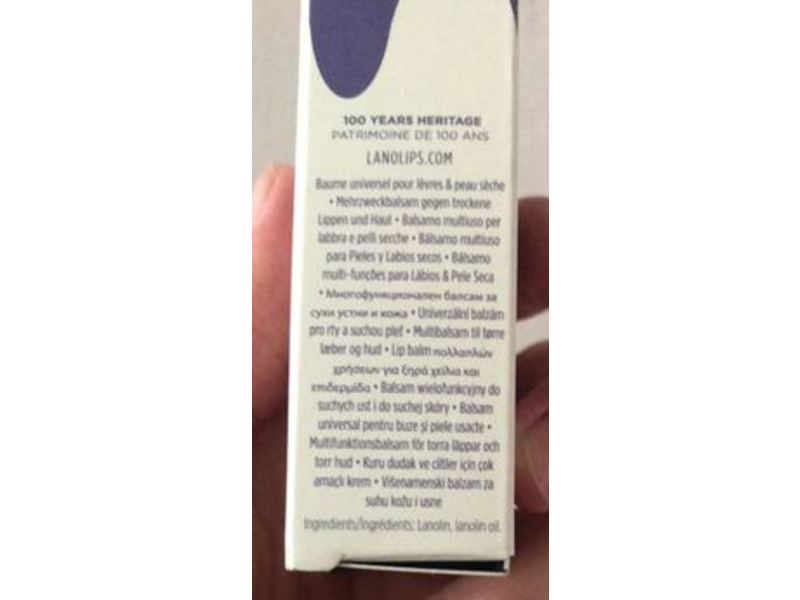 100 YEARS HERITAGE
PATRIMOINE DE 100 ANS
LANOLIPS.COM
Baume universel pour lèvres & peau sèche
• Mehrzweckbalsam gegen trockene
Lippen und Haut • Balsamo multiuso per
labbra e pelli secche • Bálsamo multiuso
para Pieles y Labios secos • Bálsamo
multi-funções para Lábios & Pele Seca
• Многофункционален балсам за
сухи устни и кожа • Univerzální balzám
pro rty a suchou pleť • Multibalsam til tørre
læber og hud • Lip balm πολλαπλών
χρήσεων για ξηρά χείλια και
επιδερμίδα • Balsam wielofunkcyjny do
suchych ust i do suchej skóry • Balsam
universal pentru buze și piele usacte •
Multifunktionsbalsam för torra läppar och
torr hud • Kuru dudak ve ciltler için çok
amaçlı krem • Višenamenski balzam za
suhu kožu i usne
Ingredients/Ingrédients: Lanolin, lanolin oil.